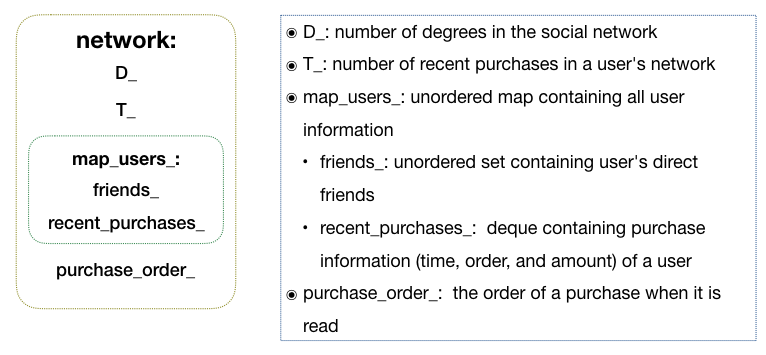 network:
D_
T_
map_users_:
friends_
recent_purchases_
purchase_order_
◉ D_: number of degrees in the social network
◉ T_: number of recent purchases in a user's network
◉ map_users_: unordered map containing all user
information
• friends_: unordered set containing user's direct
friends
• recent_purchases_: deque containing purchase
information (time, order, and amount) of a user
◉ purchase_order_: the order of a purchase when it is
read